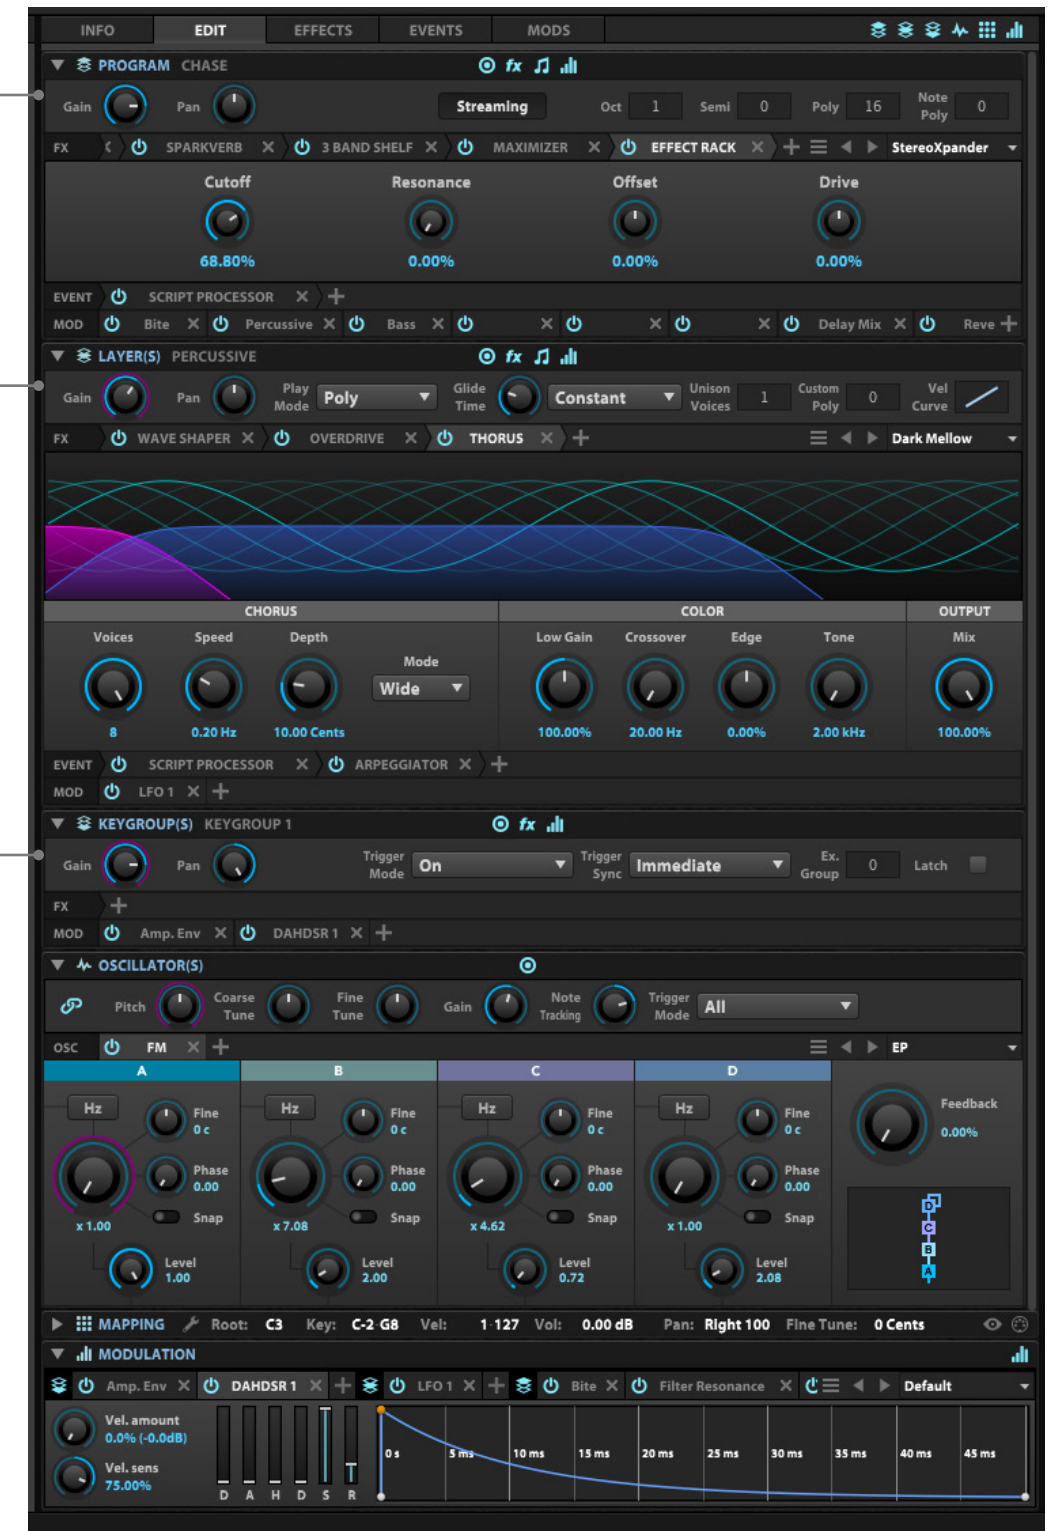 INFO EDIT EFFECTS EVENTS MODS
PROGRAM CHASE fx
Gain Pan Streaming Oct 1 Semi 0 Poly 16 Note Poly 0
FX SPARKVERB 3 BAND SHELF MAXIMIZER EFFECT RACK StereoXpander
Cutoff Resonance Offset Drive
68.80% 0.00% 0.00% 0.00%
EVENT SCRIPT PROCESSOR
MOD Bite Percussive Bass Delay Mix Reve
LAYER(S) PERCUSSIVE fx
Gain Pan Play Mode Poly Glide Time Constant Unison Voices 1 Custom Poly 0 Vel Curve
FX WAVE SHAPER OVERDRIVE THORUS Dark Mellow
CHORUS COLOR OUTPUT
Voices Speed Depth Mode Low Gain Crossover Edge Tone Mix
Wide
8 0.20 Hz 10.00 Cents 100.00% 20.00 Hz 0.00% 2.00 kHz 100.00%
EVENT SCRIPT PROCESSOR ARPEGGIATOR
MOD LFO 1
KEYGROUP(S) KEYGROUP 1 fx
Gain Pan Trigger Mode On Trigger Sync Immediate Ex. Group 0 Latch
FX
MOD Amp. Env DAHDSR 1
OSCILLATOR(S)
Pitch Coarse Tune Fine Tune Gain Note Tracking Trigger Mode All
OSC FM EP
A B C D
Hz Fine Hz Fine Hz Fine Hz Fine Feedback
0 c 0 c 0 c 0 c 0.00%
Phase Phase Phase Phase
0.00 0.00 0.00 0.00
x 1.00 Snap x 7.08 Snap x 4.62 Snap x 1.00 Snap
D
C
B
A
Level Level Level Level
1.00 2.00 0.72 2.08
MAPPING Root: C3 Key: C-2 G8 Vel: 1 127 Vol: 0.00 dB Pan: Right 100 Fine Tune: 0 Cents
MODULATION
Amp. Env DAHDSR 1 LFO 1 Bite Filter Resonance Default
Vel. amount
0.0% (-0.0dB)
Vel. sens
75.00%
D A H D S R
0 s 5 ms 10 ms 15 ms 20 ms 25 ms 30 ms 35 ms 40 ms 45 ms